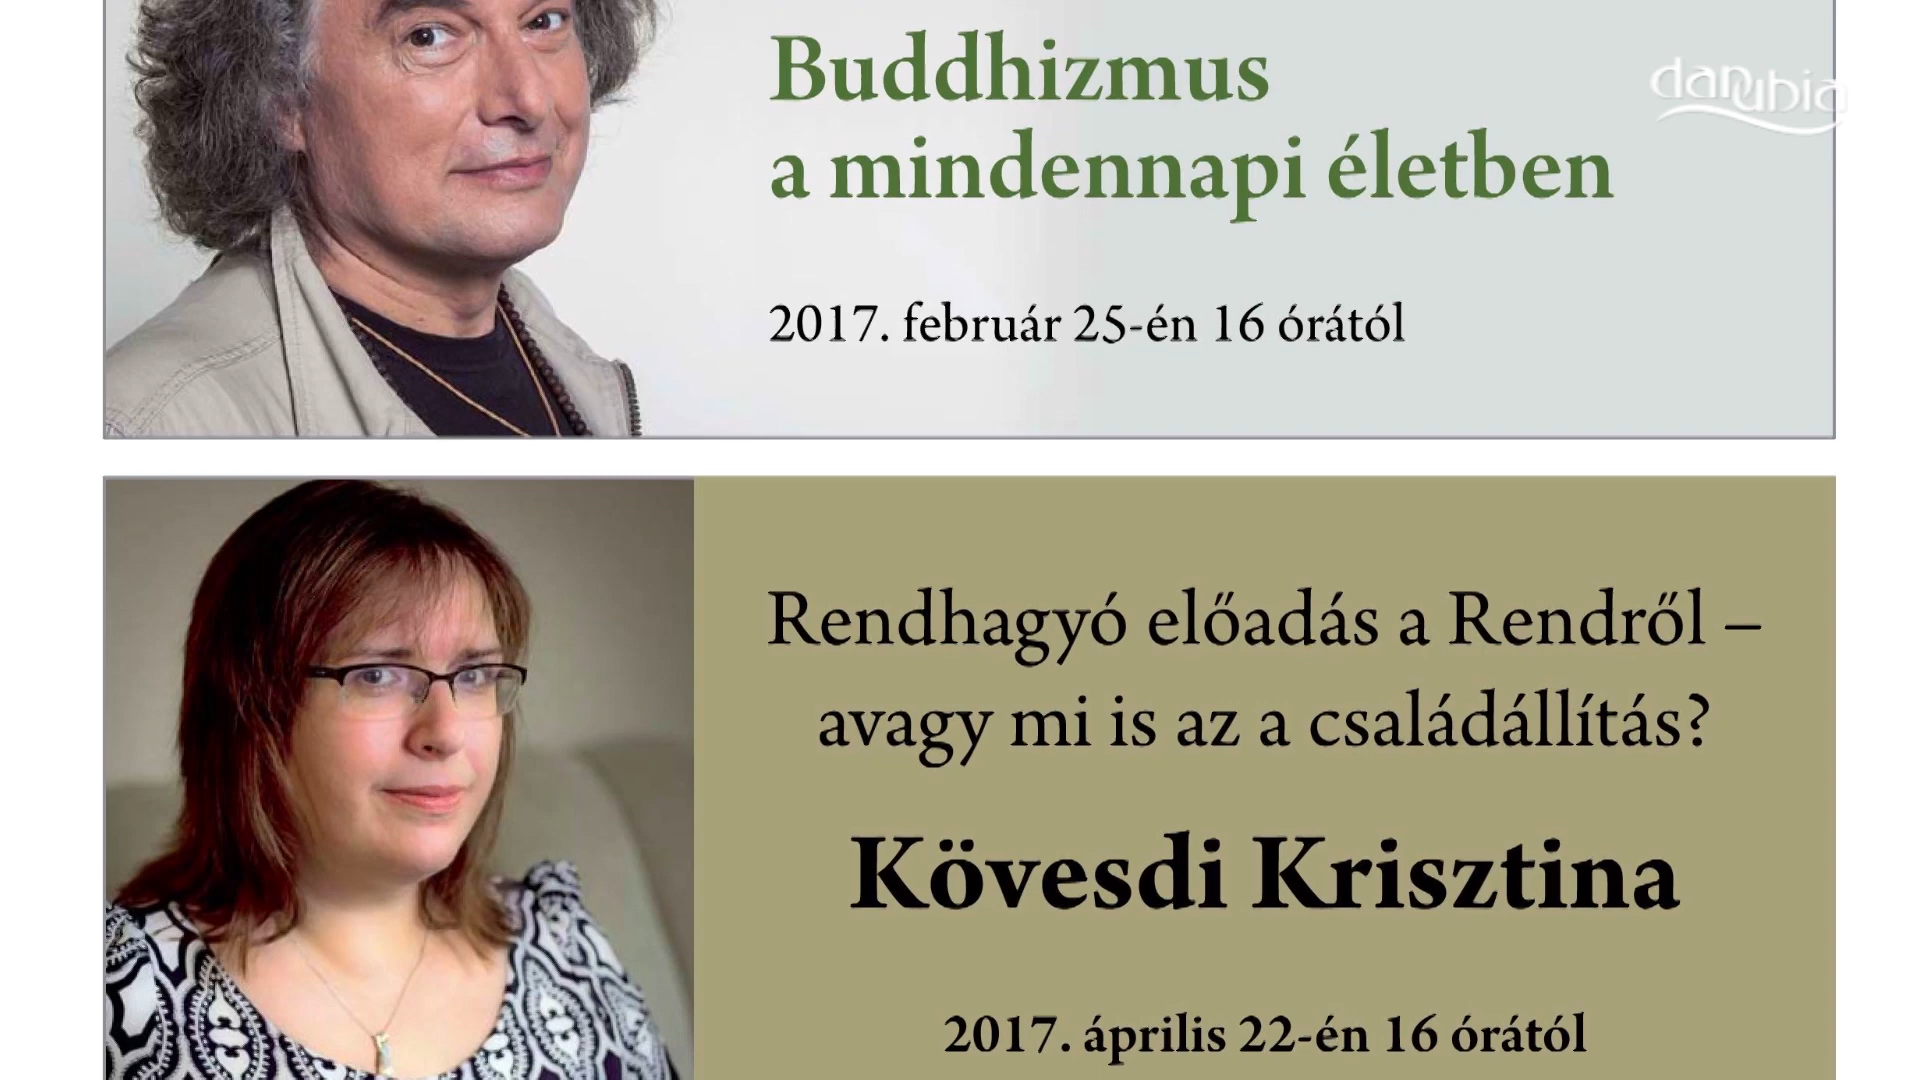 Buddhizmus
a mindennapi életben
danubia
2017. február 25-én 16 órától
Rendhagyó előadás a Rendről –
avagy mi is az a családállítás?
Kövesdi Krisztina
2017. április 22-én 16 órától